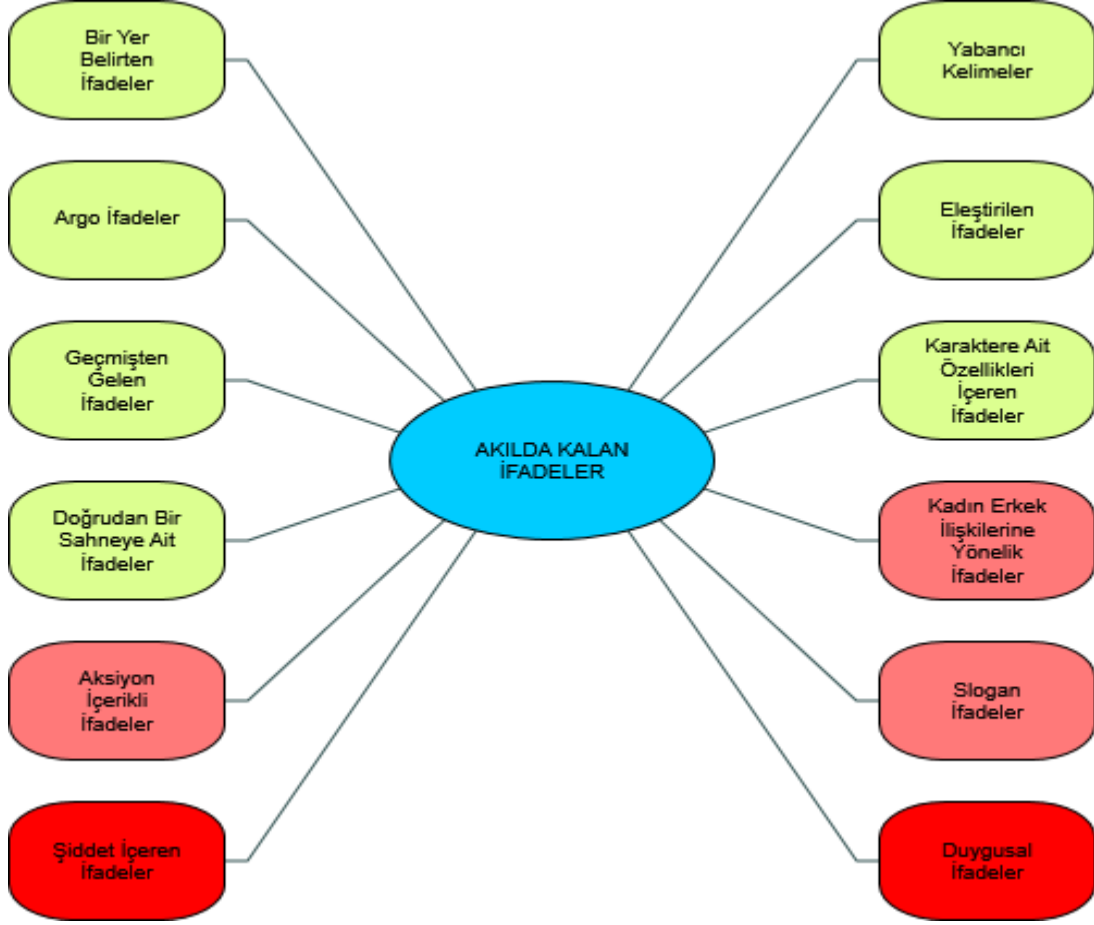 Bir Yer
Belirten
İfadeler
Yabancı
Kelimeler
Argo İfadeler
Eleştirilen
İfadeler
Geçmişten
Gelen
İfadeler
Karaktere Ait
Özellikleri
İçeren
İfadeler
AKILDA KALAN
İFADELER
Doğrudan Bir
Sahneye Ait
İfadeler
Kadın Erkek
İlişkilerine
Yönelik
İfadeler
Aksiyon
İçerikli
İfadeler
Slogan
İfadeler
Şiddet İçeren
İfadeler
Duygusal
İfadeler